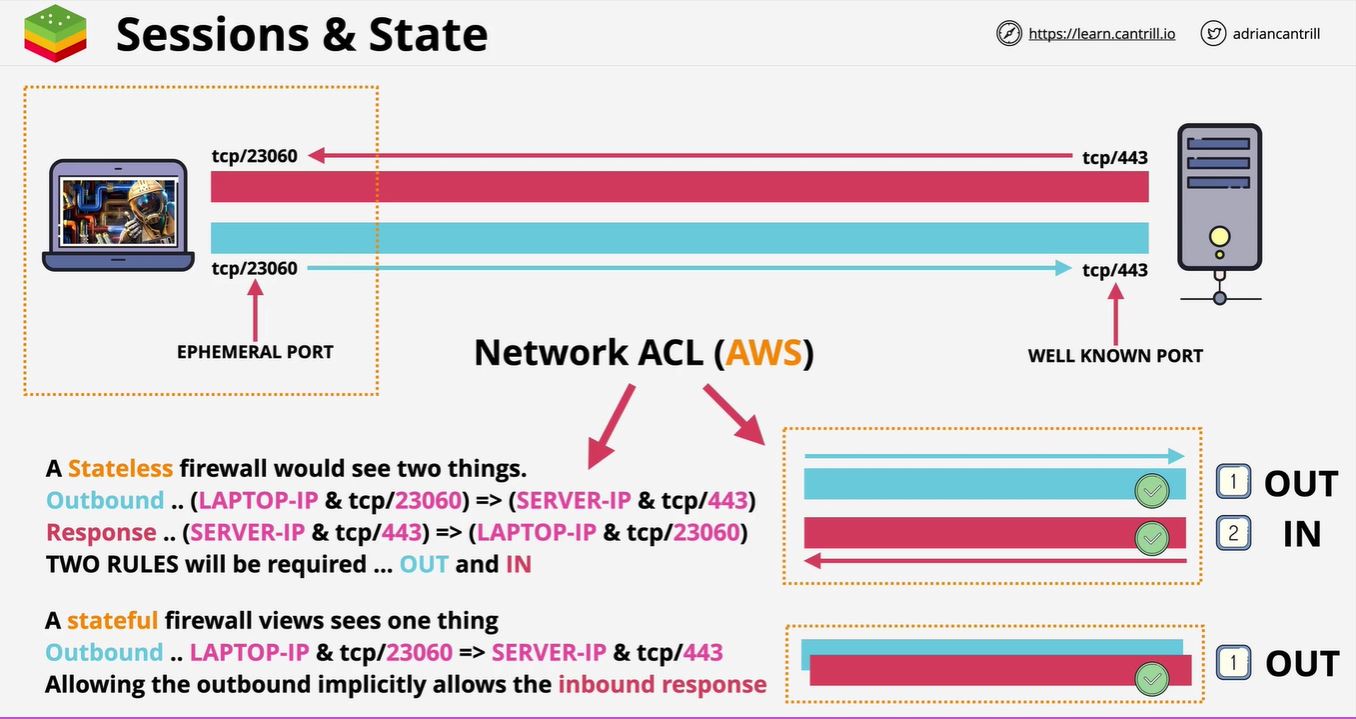 Sessions & State
https://learn.cantrill.io
adriancantrill
tcp/23060
tcp/443
tcp/23060
tcp/443
EPHEMERAL PORT
Network ACL (AWS)
WELL KNOWN PORT
A Stateless firewall would see two things.
Outbound .. (LAPTOP-IP & tcp/23060) => (SERVER-IP & tcp/443)
Response .. (SERVER-IP & tcp/443) => (LAPTOP-IP & tcp/23060)
TWO RULES will be required ... OUT and IN
1 OUT
2 IN
A stateful firewall views sees one thing
Outbound .. LAPTOP-IP & tcp/23060 => SERVER-IP & tcp/443
Allowing the outbound implicitly allows the inbound response
1 OUT